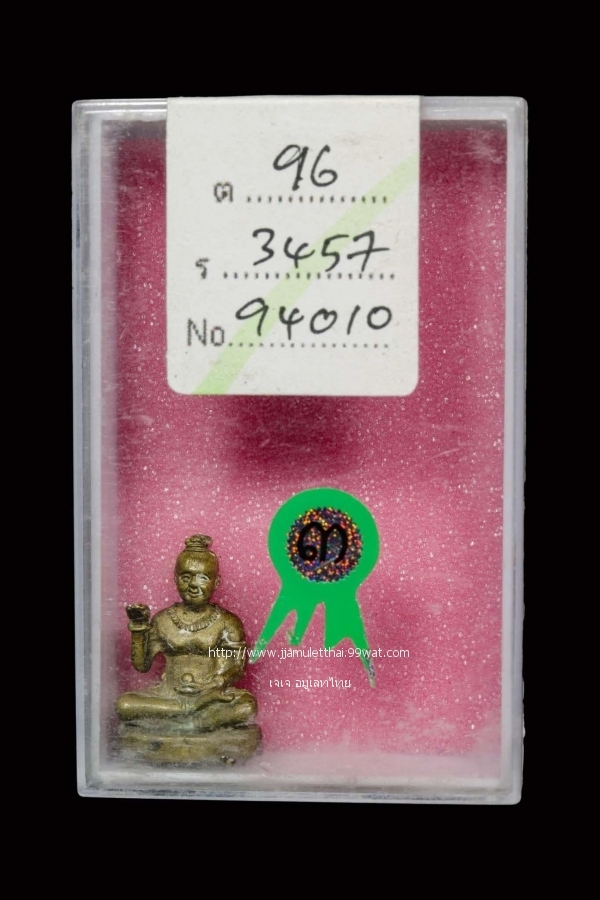 ต 96
ร 3457
No. 94010
๓
http://www.jjamuletthai.99wat.com
เจเจ อมูเลทไทย